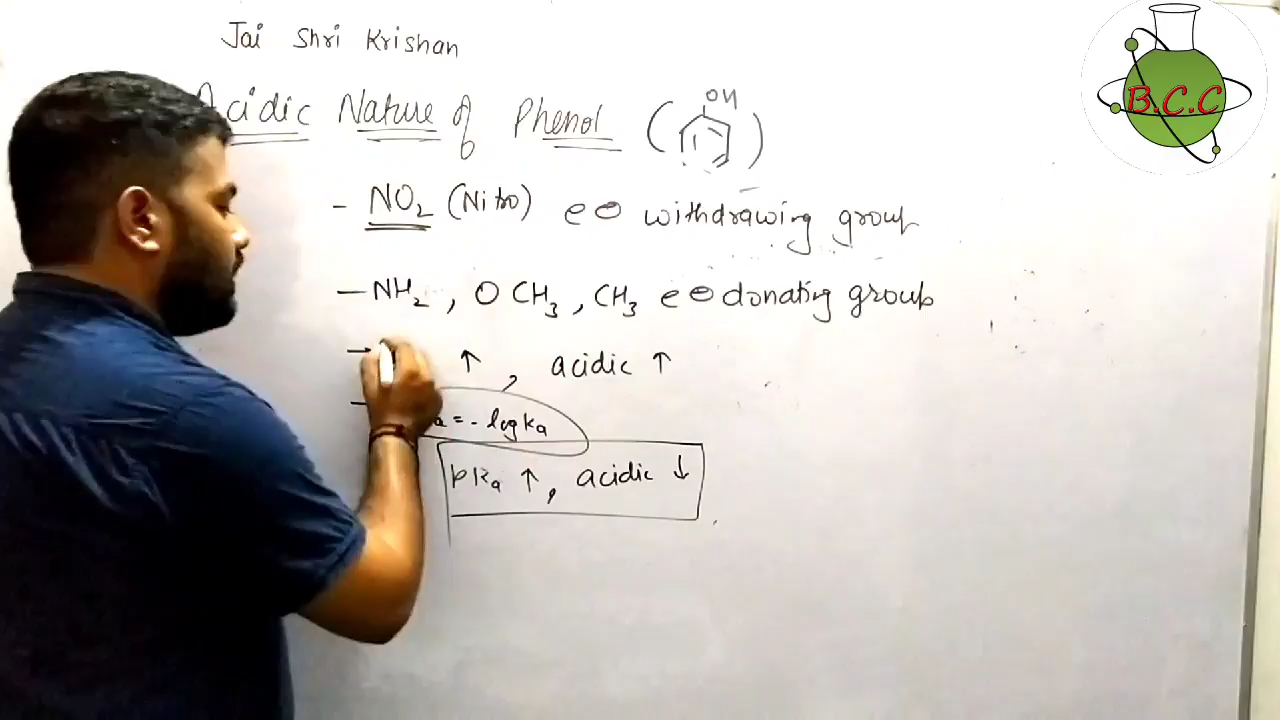 Jai Shri Krishan
Acidic Nature of Phenol (
OH
)
B.C.C
- NO₂ (Nitro) e⊖ withdrawing group
— NH₂ , OCH₃ , CH₃ e⊖ donating group
→ ↑ , acidic ↑
- a = - log ka
pKa ↑ , acidic ↓